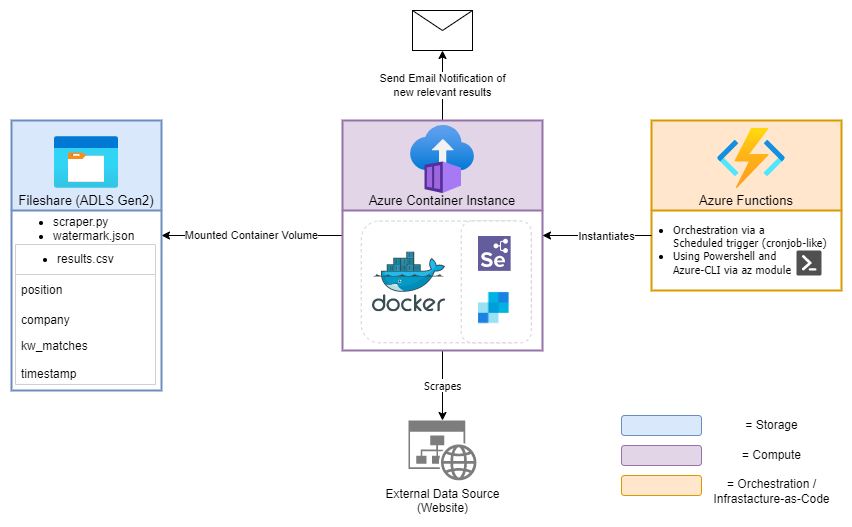 Send Email Notification of
new relevant results
Fileshare (ADLS Gen2)
• scraper.py
• watermark.json
• results.csv
position
company
kw_matches
timestamp
Mounted Container Volume
Azure Container Instance
docker
Se
Instantiates
Azure Functions
• Orchestration via a
Scheduled trigger (cronjob-like)
• Using Powershell and
Azure-CLI via az module
Scrapes
External Data Source
(Website)
= Storage
= Compute
= Orchestration /
Infrastacture-as-Code